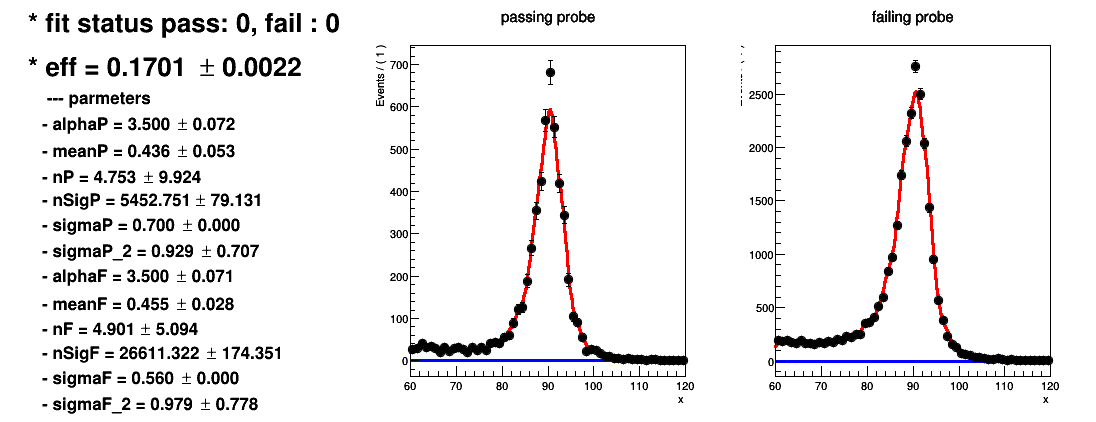 * fit status pass: 0, fail : 0
* eff = 0.1701 ± 0.0022
--- parmeters
- alphaP = 3.500 ± 0.072
- meanP = 0.436 ± 0.053
- nP = 4.753 ± 9.924
- nSigP = 5452.751 ± 79.131
- sigmaP = 0.700 ± 0.000
- sigmaP_2 = 0.929 ± 0.707
- alphaF = 3.500 ± 0.071
- meanF = 0.455 ± 0.028
- nF = 4.901 ± 5.094
- nSigF = 26611.322 ± 174.351
- sigmaF = 0.560 ± 0.000
- sigmaF_2 = 0.979 ± 0.778
passing probe
Events / ( 1 )
700
600
500
400
300
200
100
0
60 70 80 90 100 110 120
x
failing probe
2500
2000
1500
1000
500
0
60 70 80 90 100 110 120
x